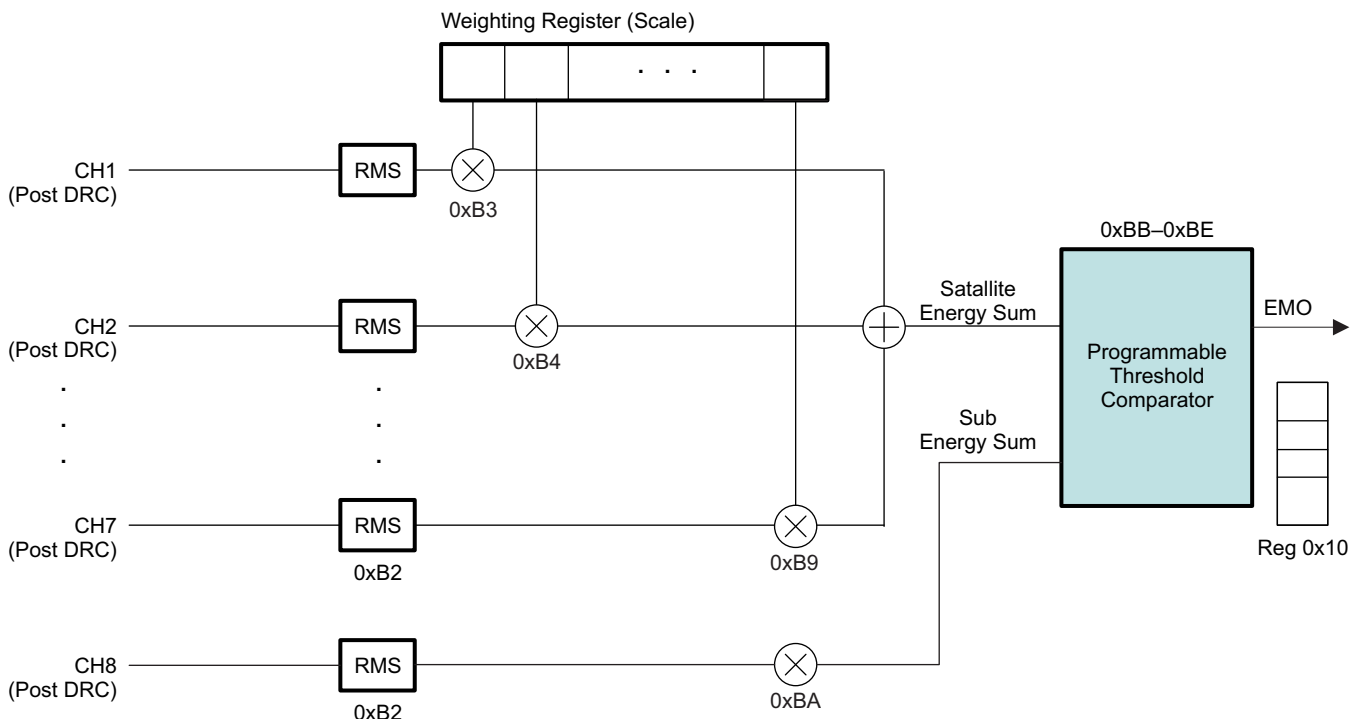 Weighting Register (Scale)
. . .
CH1
(Post DRC)
RMS
0xB3
CH2
(Post DRC)
RMS
0xB4
.
.
.
.
.
.
CH7
(Post DRC)
RMS
0xB2
0xB9
CH8
(Post DRC)
RMS
0xB2
0xBA
Satallite
Energy Sum
Sub
Energy Sum
0xBB–0xBE
Programmable
Threshold
Comparator
EMO
Reg 0x10